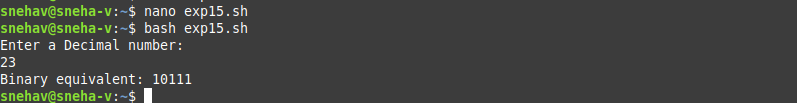 snehav@sneha-v:~$ nano exp15.sh
snehav@sneha-v:~$ bash exp15.sh
Enter a Decimal number:
23
Binary equivalent: 10111
snehav@sneha-v:~$